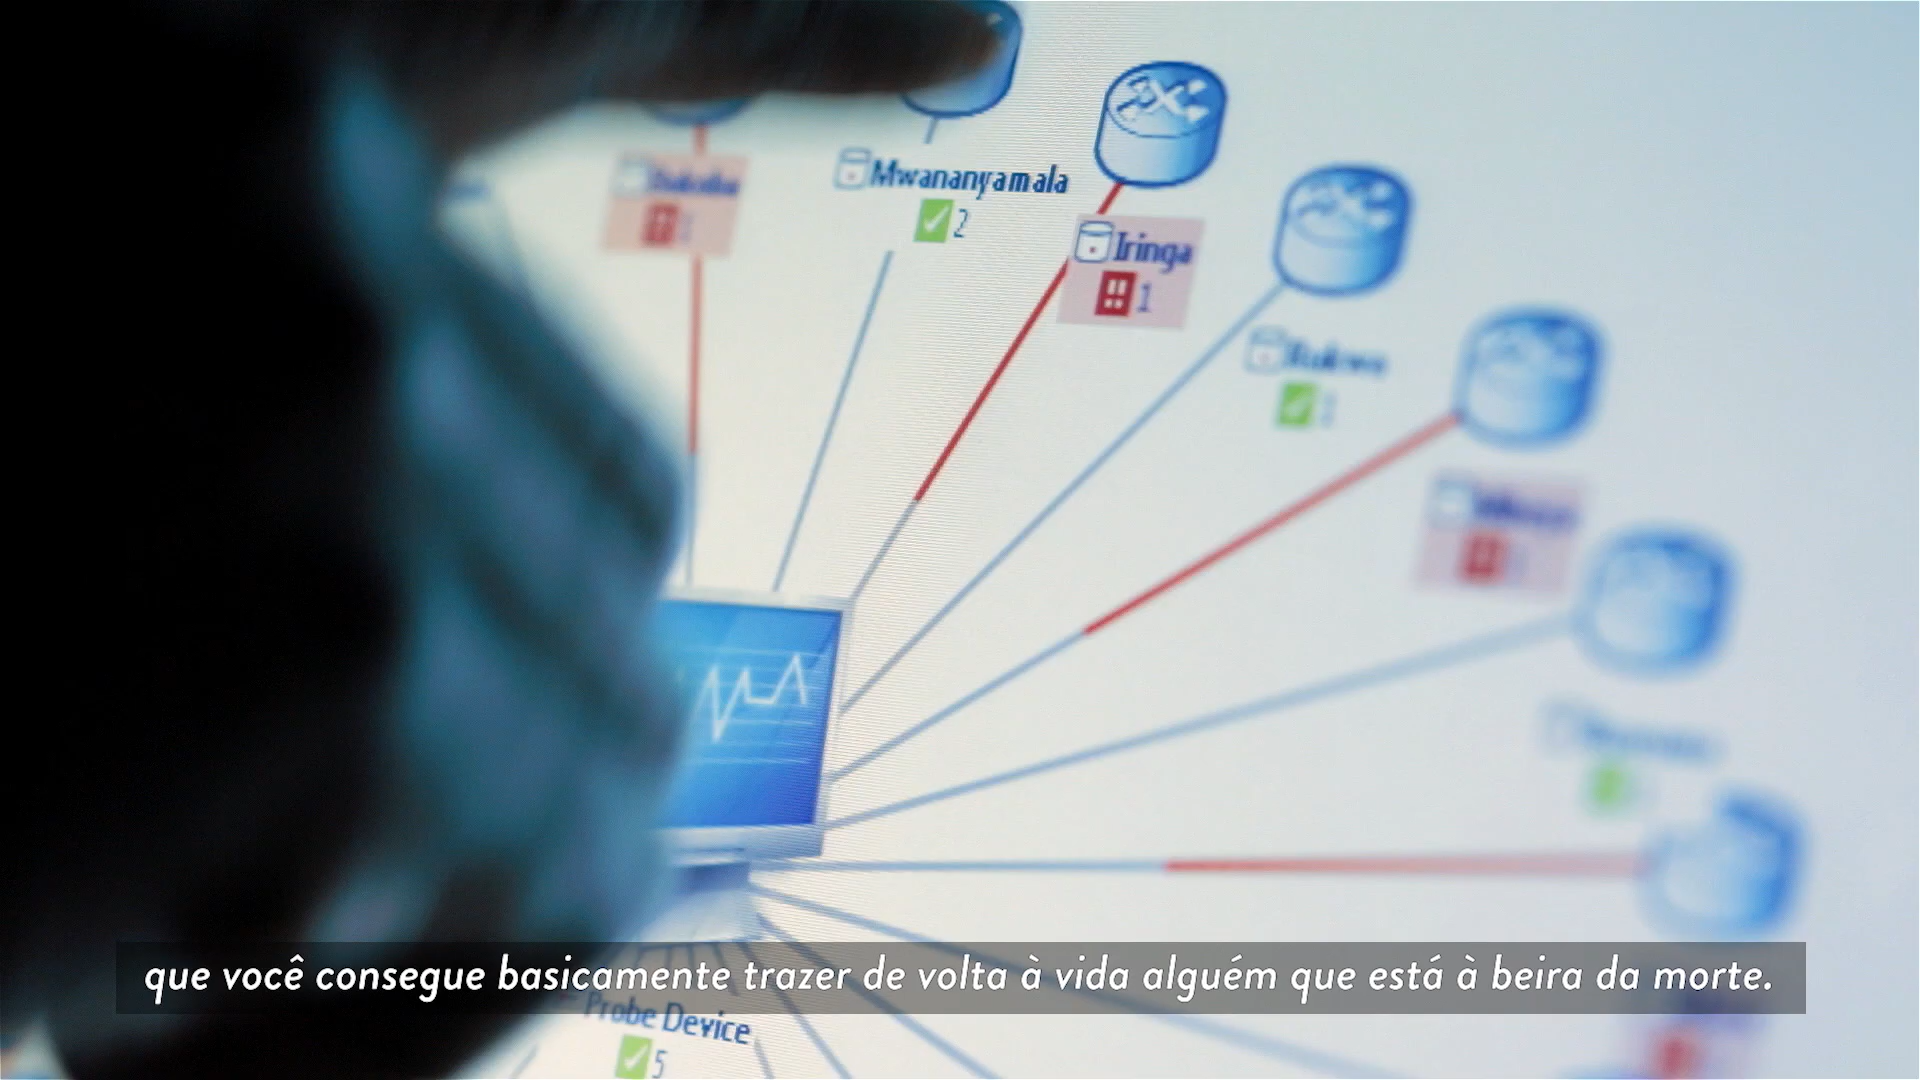 Mwananyamala
2
Iringa
1
Rukwa
que você consegue basicamente trazer de volta à vida alguém que está à beira da morte.
Probe Device
5